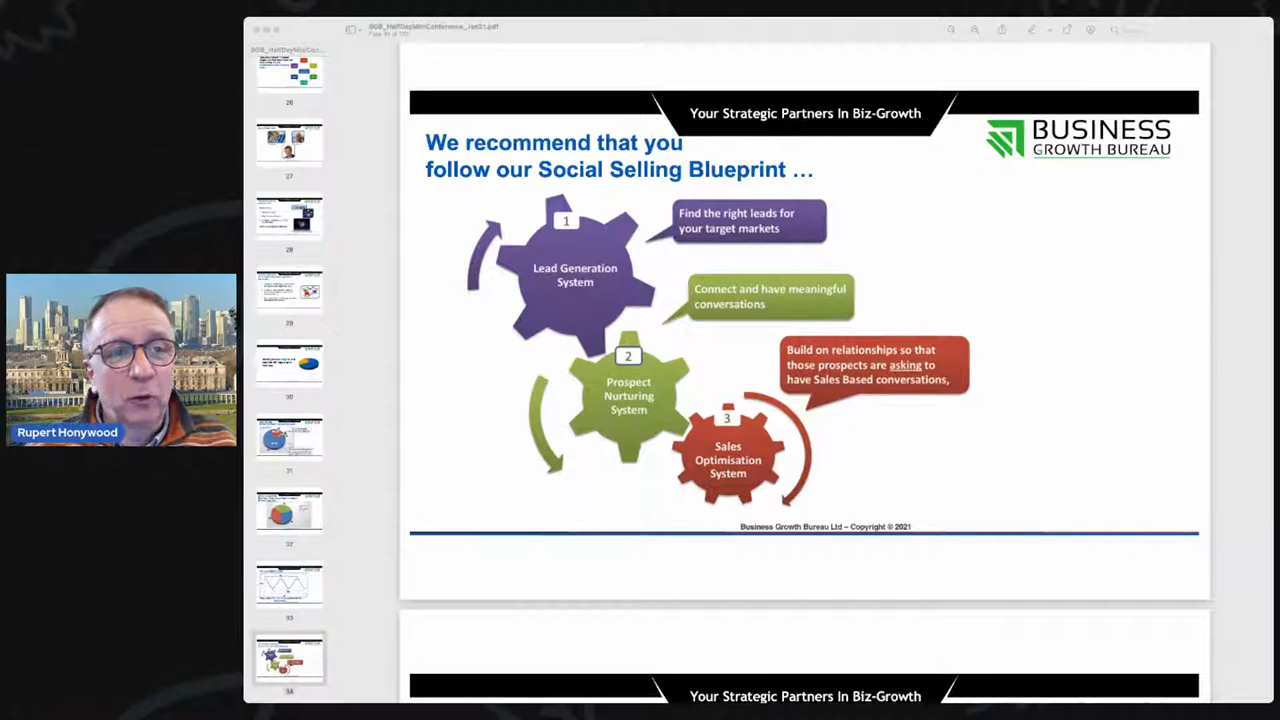 BGB_HalfDayMiniConference_Jan21.pdf
BGB_HalfDayMiniCon...
26
27
28
29
30
31
32
33
34
Your Strategic Partners In Biz-Growth
BUSINESS
GROWTH BUREAU
We recommend that you
follow our Social Selling Blueprint ...
1
Lead Generation
System
Find the right leads for
your target markets
Connect and have meaningful
conversations
2
Prospect
Nurturing
System
Build on relationships so that
those prospects are asking to
have Sales Based conversations,
3
Sales
Optimisation
System
Business Growth Bureau Ltd – Copyright © 2021
Your Strategic Partners In Biz-Growth
Rupert Honywood